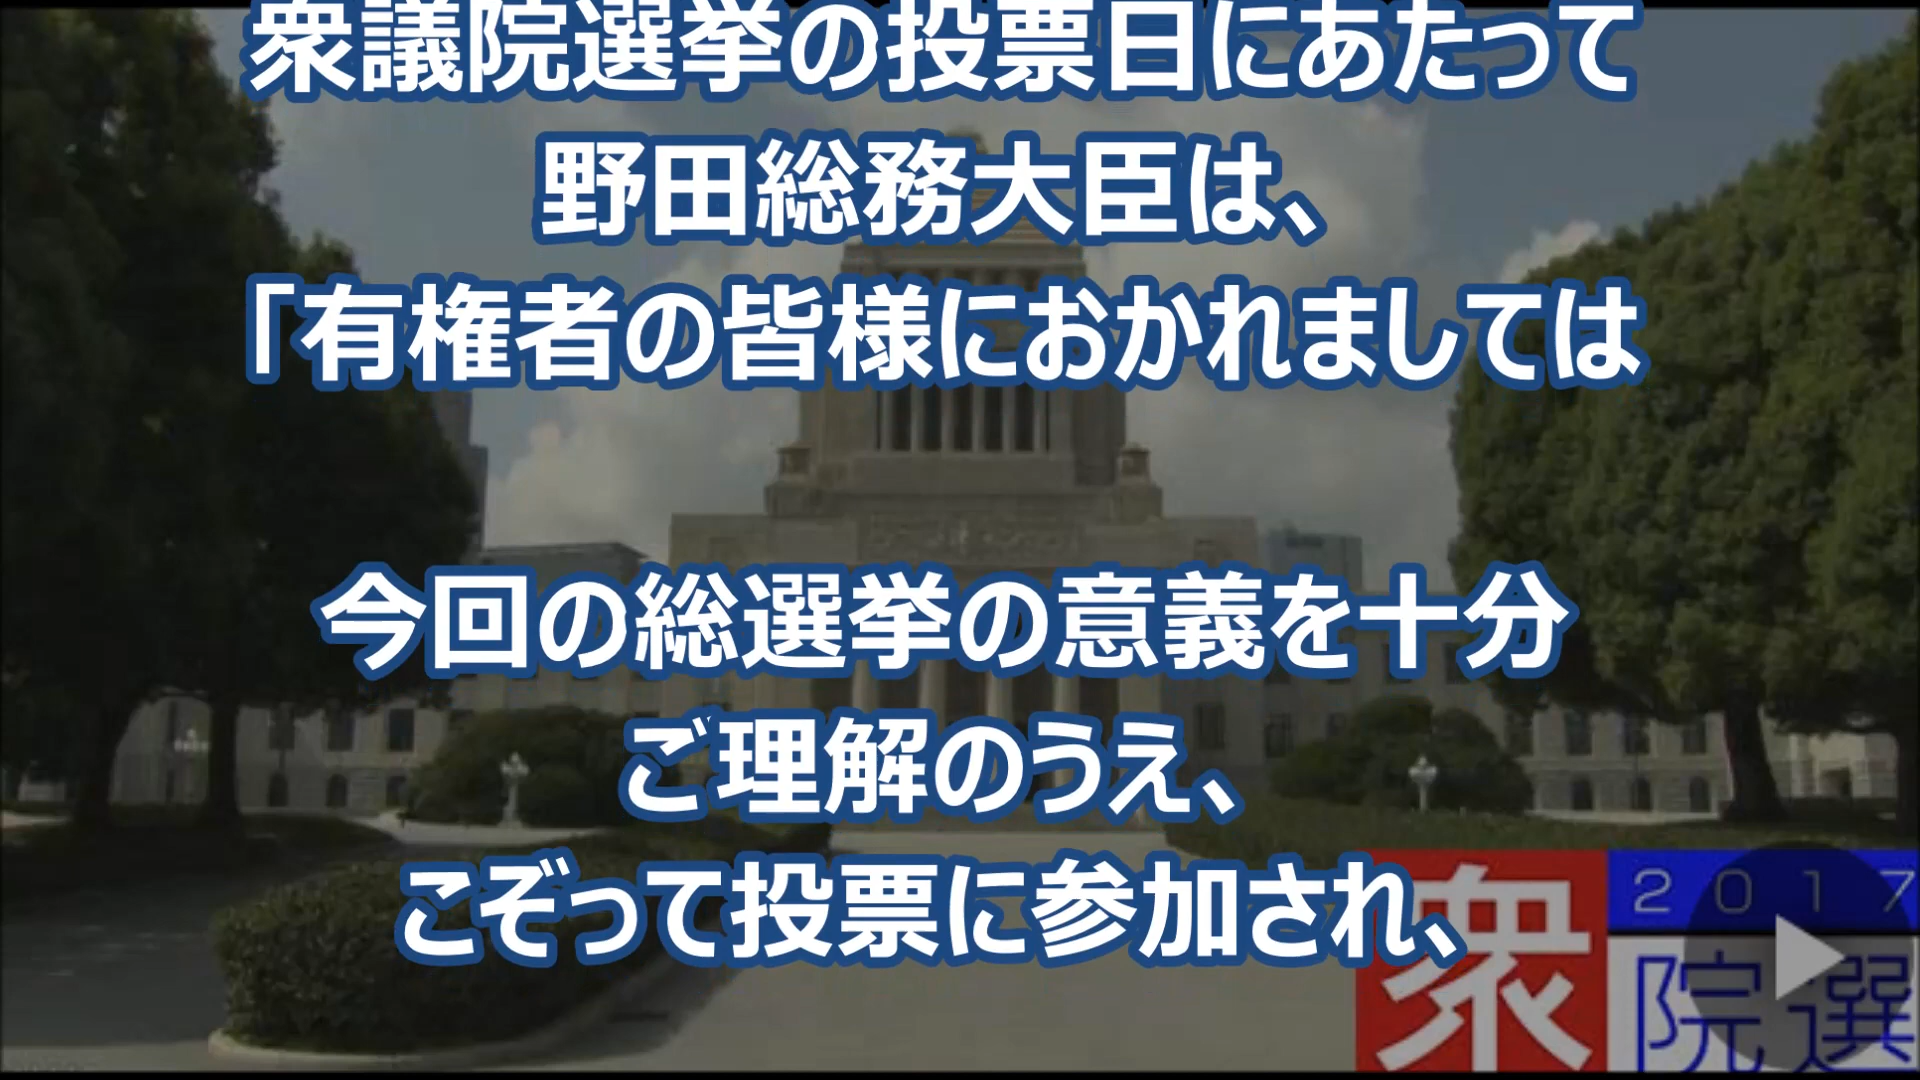 衆議院選挙の投票日にあたって
野田総務大臣は、
「有権者の皆様におかれましては
今回の総選挙の意義を十分
ご理解のうえ、
こぞって投票に参加され、
衆
2017
院選